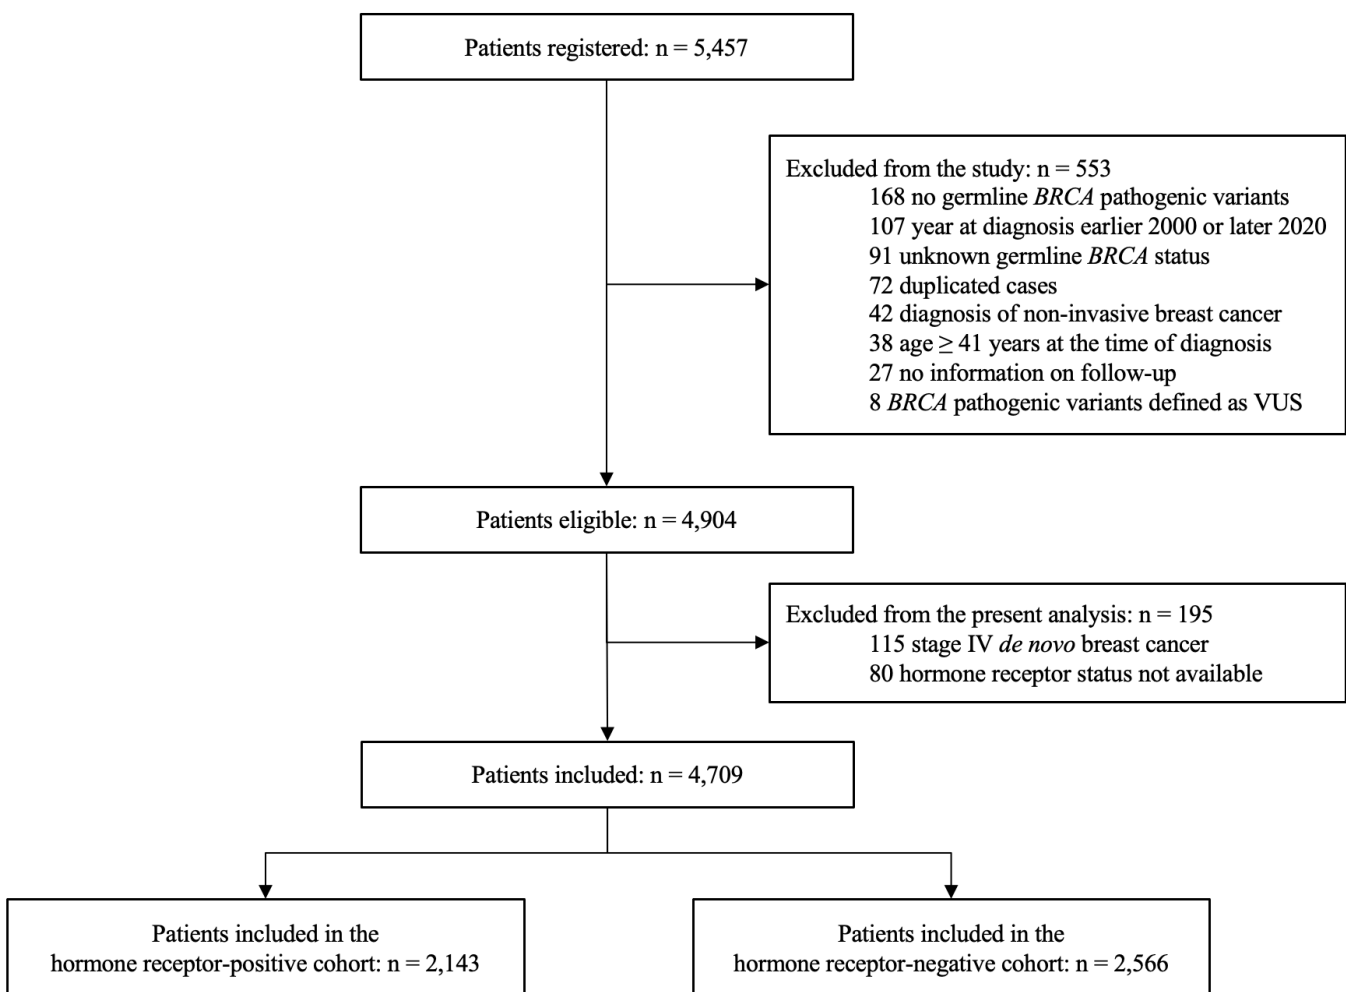 Patients registered: n = 5,457
Excluded from the study: n = 553
168 no germline BRCA pathogenic variants
107 year at diagnosis earlier 2000 or later 2020
91 unknown germline BRCA status
72 duplicated cases
42 diagnosis of non-invasive breast cancer
38 age ≥ 41 years at the time of diagnosis
27 no information on follow-up
8 BRCA pathogenic variants defined as VUS
Patients eligible: n = 4,904
Excluded from the present analysis: n = 195
115 stage IV de novo breast cancer
80 hormone receptor status not available
Patients included: n = 4,709
Patients included in the
hormone receptor-positive cohort: n = 2,143
Patients included in the
hormone receptor-negative cohort: n = 2,566